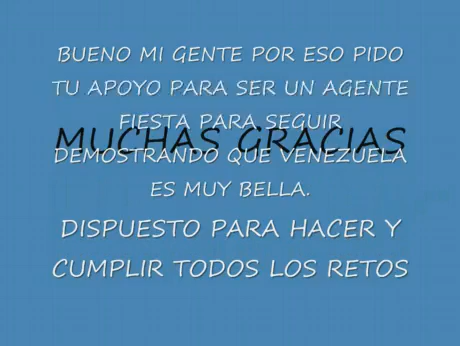 BUENO MI GENTE POR ESO PIDO
TU APOYO PARA SER UN AGENTE
FIESTA PARA SEGUIR
MUCHAS GRACIAS
DEMOSTRANDO QUE VENEZUELA
ES MUY BELLA.
DISPUESTO PARA HACER Y
CUMPLIR TODOS LOS RETOS